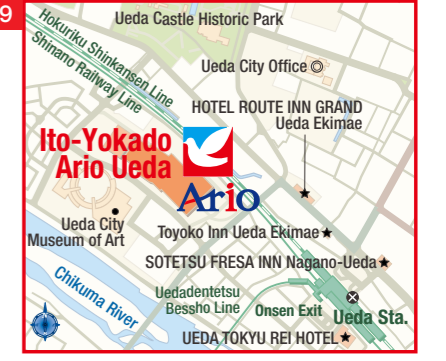 9
Ueda Castle Historic Park
Hokuriku Shinkansen Line
Shinano Railway Line
Ueda City Office
HOTEL ROUTE INN GRAND
Ueda Ekimae
Ito-Yokado
Ario Ueda
Ario
Ueda City
Museum of Art
Toyoko Inn Ueda Ekimae
SOTETSU FRESA INN Nagano-Ueda
Chikuma River
Uedadentetsu
Bessho Line
Onsen Exit
Ueda Sta.
UEDA TOKYU REI HOTEL